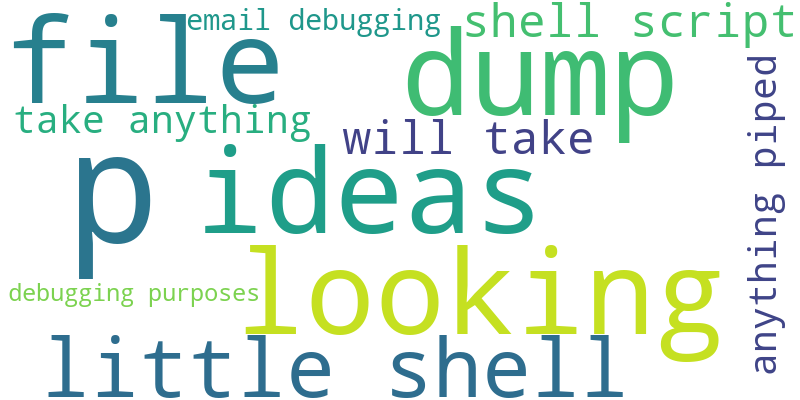 email debugging
shell script
file
dump
take anything
will take
anything piped
p
ideas
looking
debugging purposes
little shell